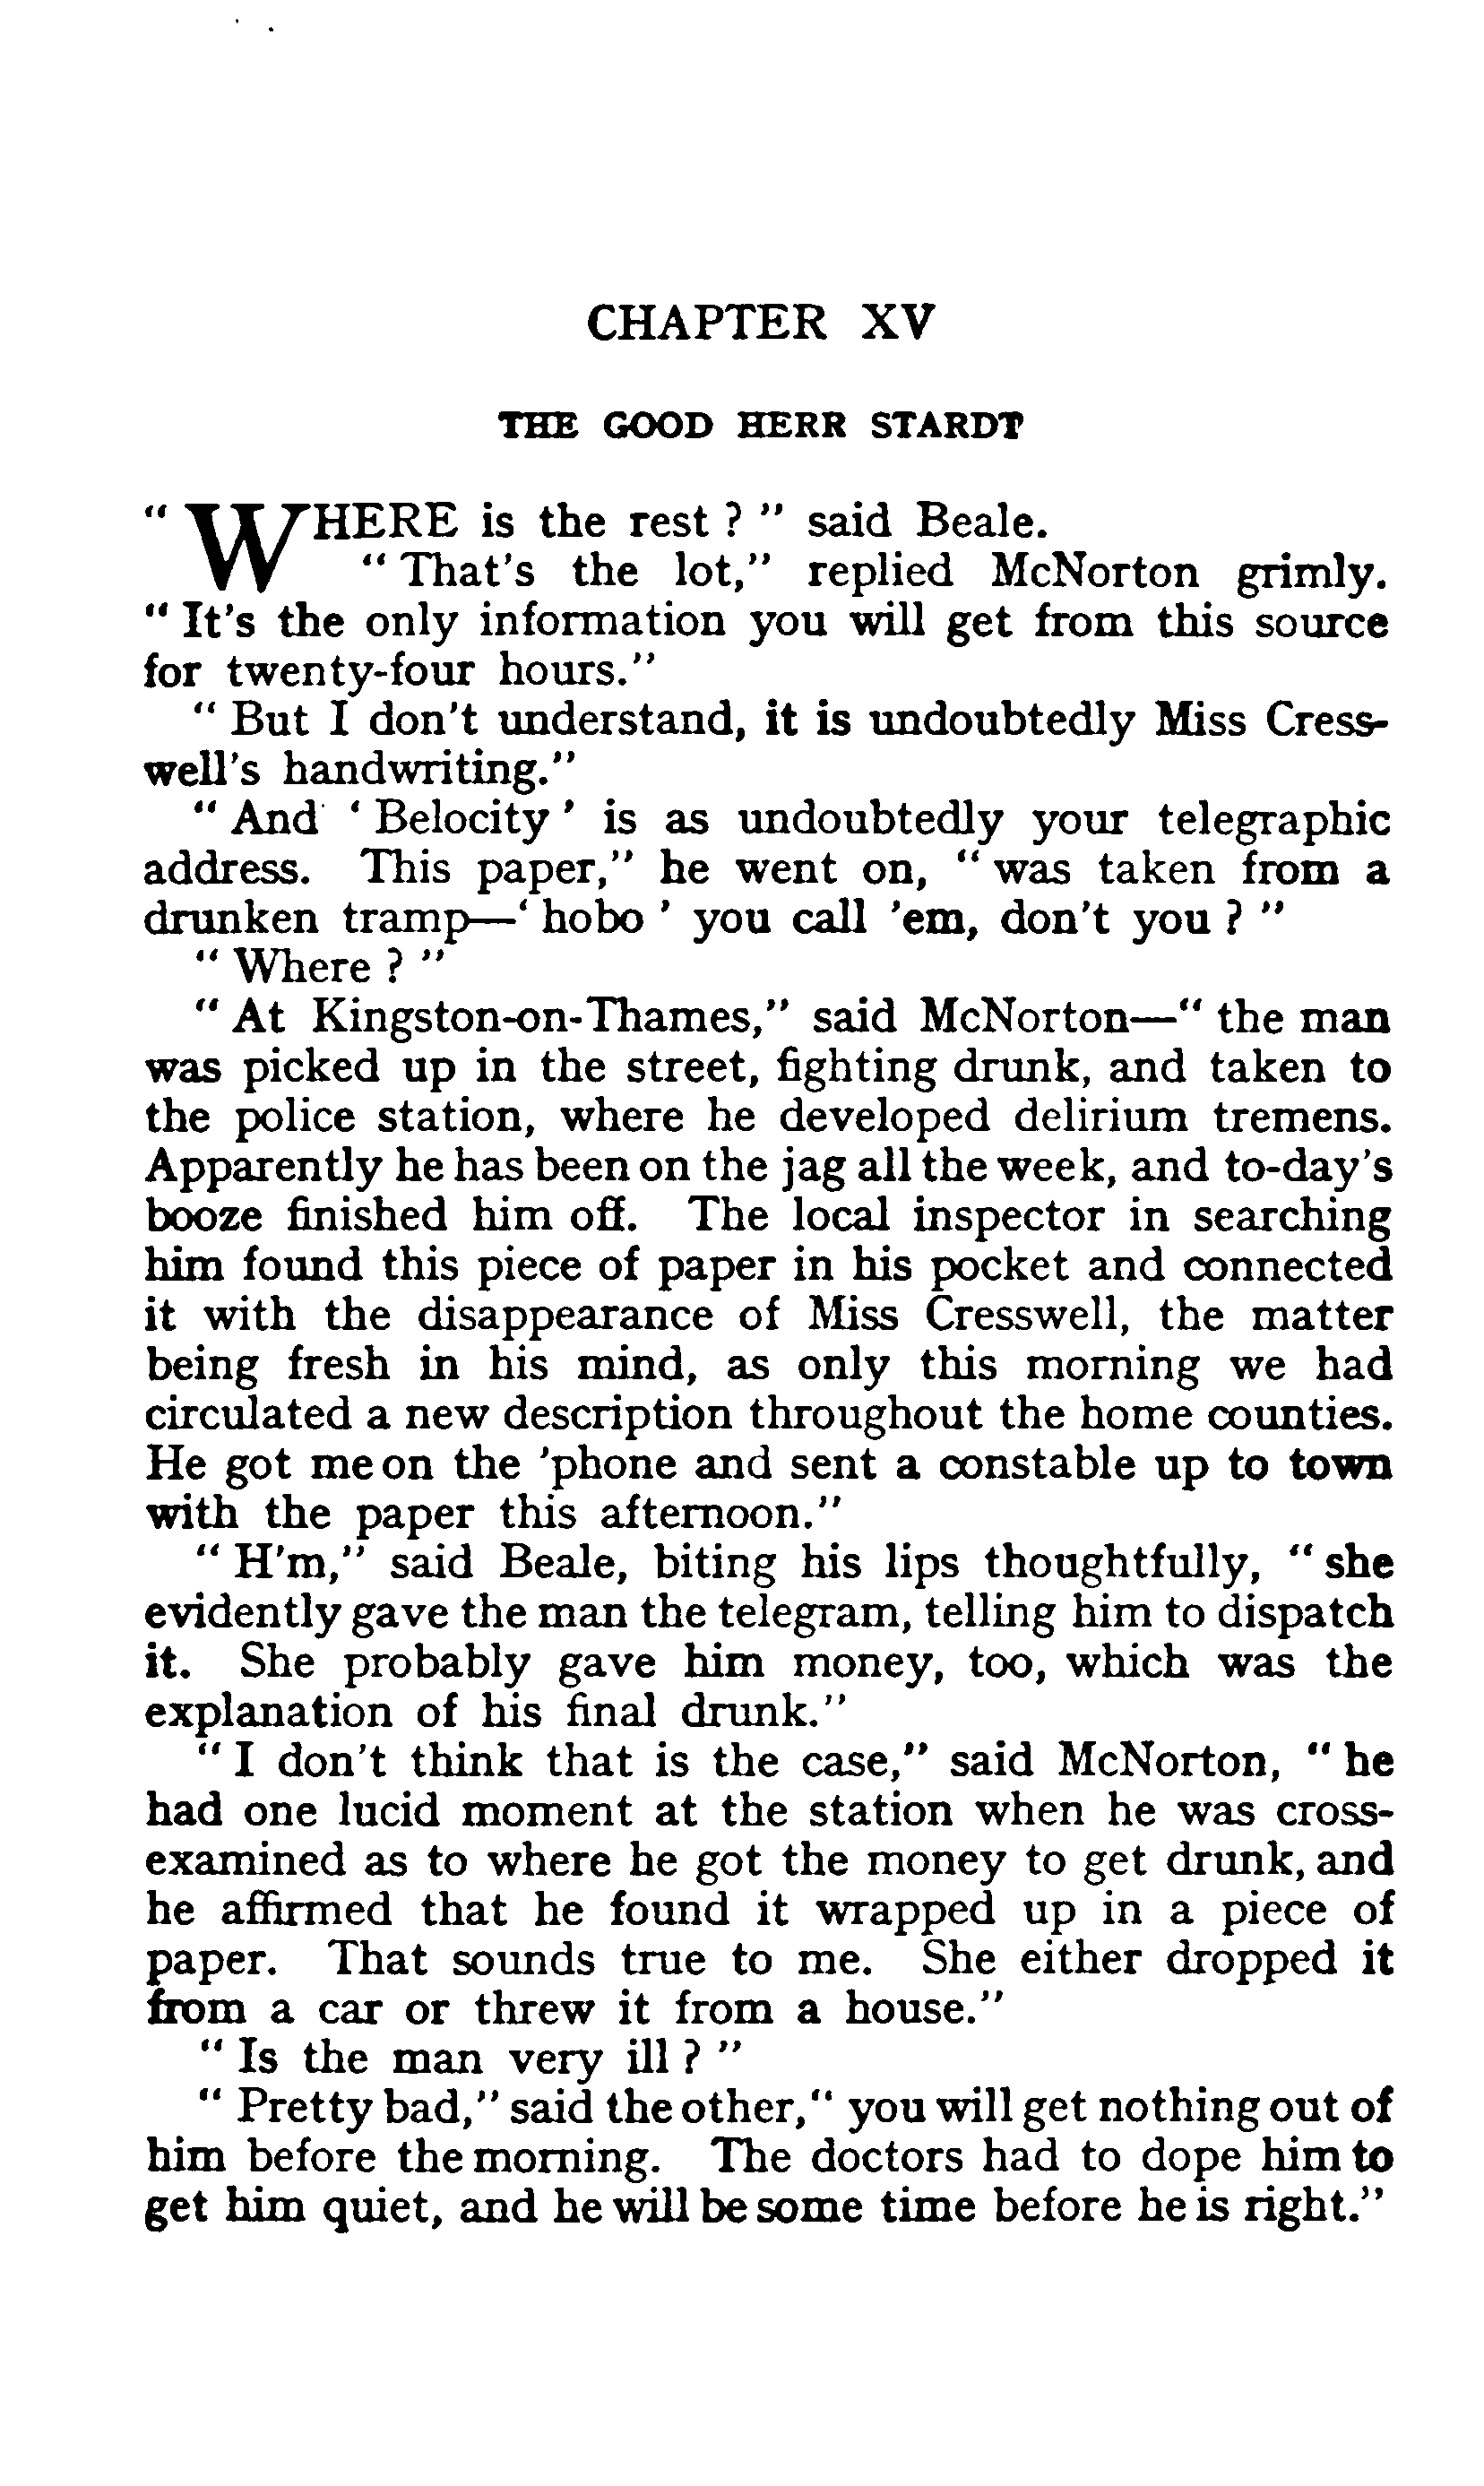 CHAPTER XV
THE GOOD HERR STARDT
" WHERE is the rest ? " said Beale.
" That's the lot," replied McNorton grimly.
" It's the only information you will get from this source
for twenty-four hours."
" But I don't understand, it is undoubtedly Miss Cress-
well's handwriting."
" And ' Belocity ' is as undoubtedly your telegraphic
address. This paper," he went on, " was taken from a
drunken tramp—' hobo ' you call 'em, don't you ? "
" Where ? "
" At Kingston-on-Thames," said McNorton—" the man
was picked up in the street, fighting drunk, and taken to
the police station, where he developed delirium tremens.
Apparently he has been on the jag all the week, and to-day's
booze finished him off. The local inspector in searching
him found this piece of paper in his pocket and connected
it with the disappearance of Miss Cresswell, the matter
being fresh in his mind, as only this morning we had
circulated a new description throughout the home counties.
He got me on the 'phone and sent a constable up to town
with the paper this afternoon."
" H'm," said Beale, biting his lips thoughtfully, " she
evidently gave the man the telegram, telling him to dispatch
it. She probably gave him money, too, which was the
explanation of his final drunk."
" I don't think that is the case," said McNorton, " he
had one lucid moment at the station when he was cross-
examined as to where he got the money to get drunk, and
he affirmed that he found it wrapped up in a piece of
paper. That sounds true to me. She either dropped it
from a car or threw it from a house."
" Is the man very ill ? "
" Pretty bad," said the other, " you will get nothing out of
him before the morning. The doctors had to dope him to
get him quiet, and he will be some time before he is right."